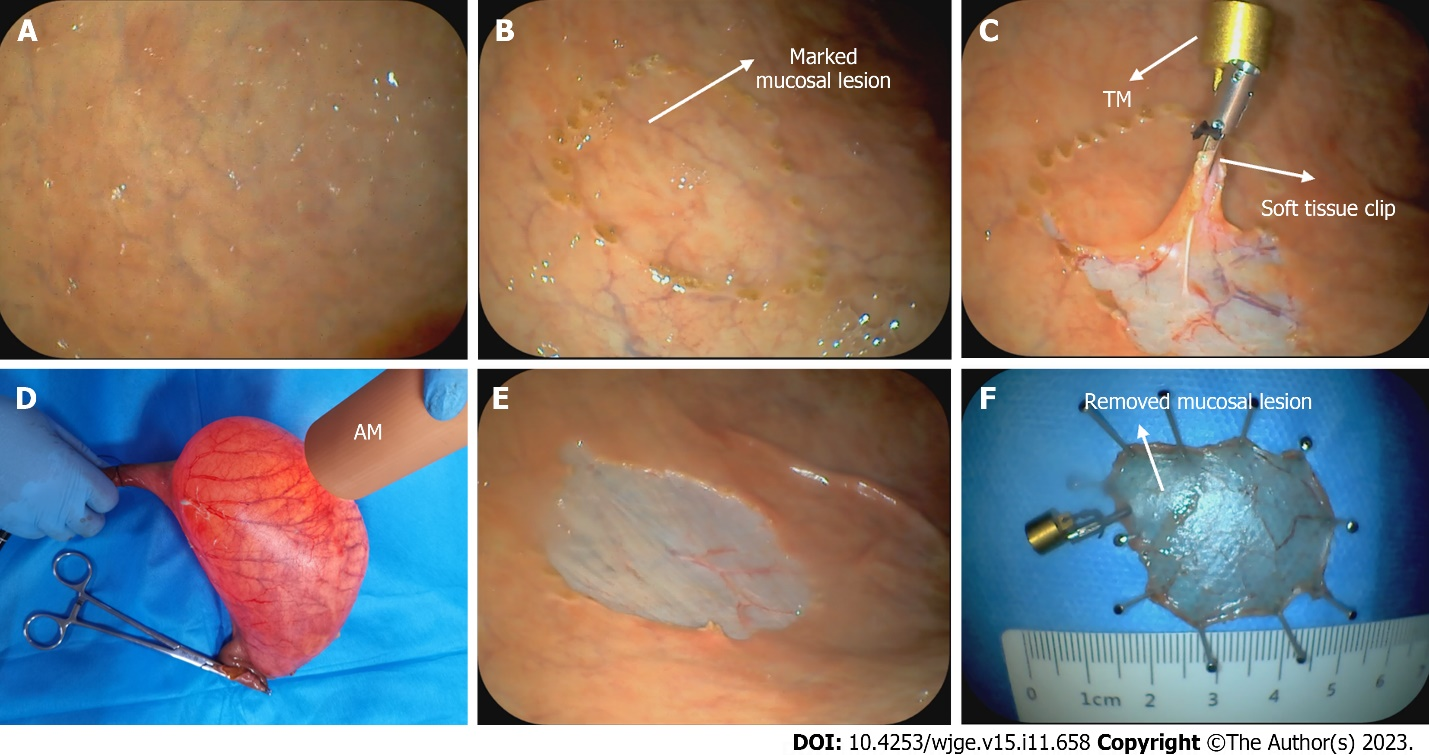 A
B
Marked
mucosal lesion
C
TM
Soft tissue clip
D
AM
E
F
Removed mucosal lesion
0 1cm 2 3 4 5 6
DOI: 10.4253/wjge.v15.i11.658 Copyright ©The Author(s) 2023.